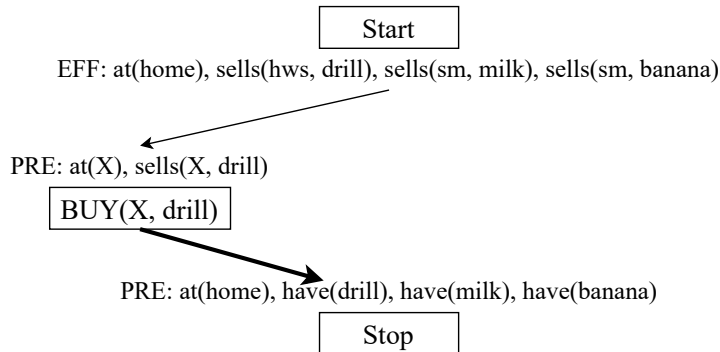 Start
EFF: at(home), sells(hws, drill), sells(sm, milk), sells(sm, banana)
PRE: at(X), sells(X, drill)
BUY(X, drill)
PRE: at(home), have(drill), have(milk), have(banana)
Stop